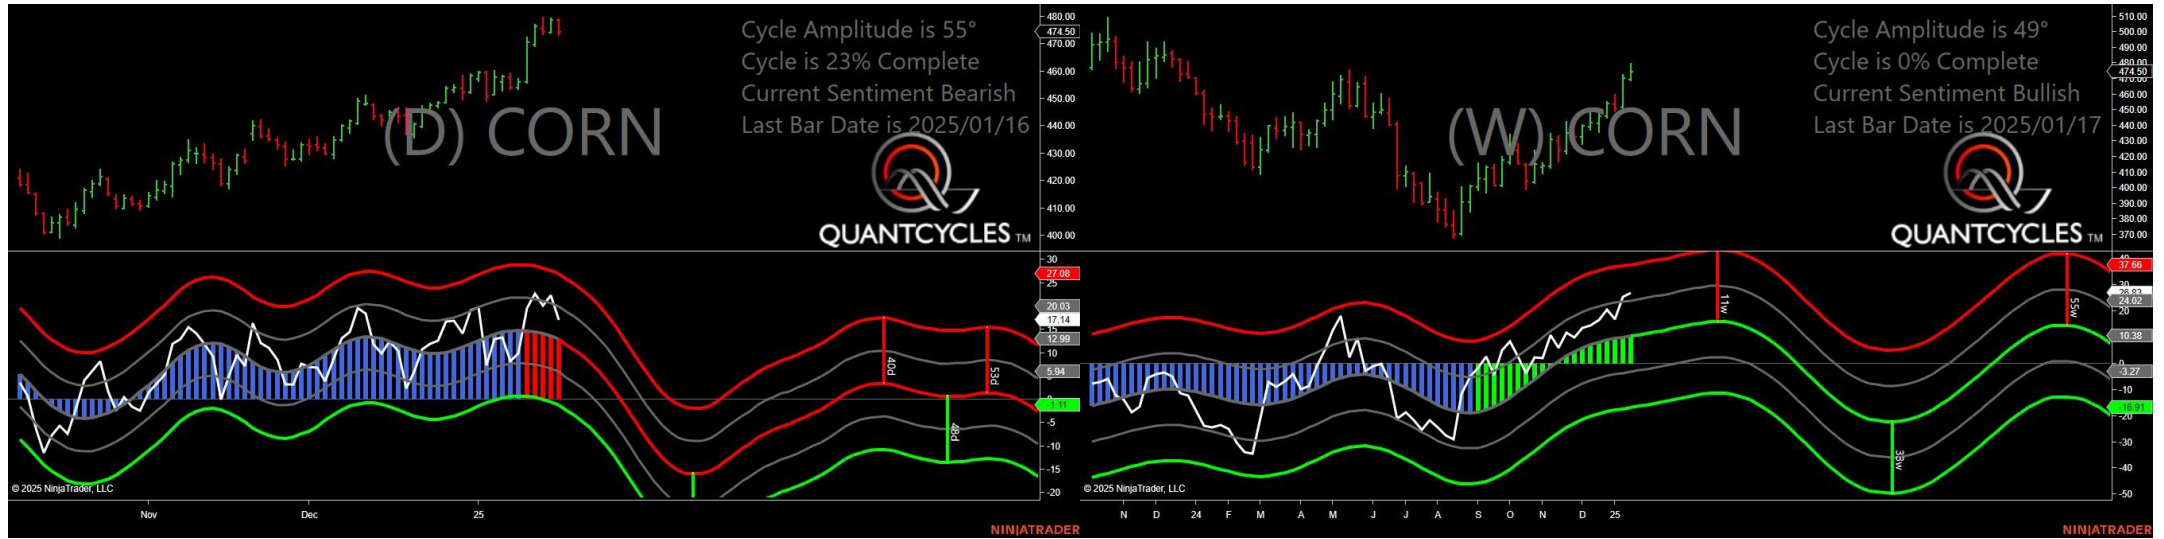 Cycle Amplitude is 55°
Cycle is 23% Complete
Current Sentiment Bearish
Last Bar Date is 2025/01/16
(D) CORN
QUANTCYCLES TM
480.00
474.50
470.00
460.00
450.00
440.00
430.00
420.00
410.00
400.00
30
27.08
25
20.03
17.14
15
12.99
10
5.94
0
-1.11
-5
-10
-15
-20
40d
53d
48d
© 2025 NinjaTrader, LLC
Nov
Dec
25
NINJATRADER
Cycle Amplitude is 49°
Cycle is 0% Complete
Current Sentiment Bullish
Last Bar Date is 2025/01/17
(W) CORN
QUANTCYCLES TM
510.00
500.00
490.00
480.00
474.50
460.00
450.00
440.00
430.00
420.00
410.00
400.00
390.00
380.00
370.00
37.66
24.02
20
10.38
0
-3.27
-10
-16.91
-20
-30
-40
-50
11w
55w
38w
© 2025 NinjaTrader, LLC
N D 24 F M A M J J A S O N D 25
NINJATRADER